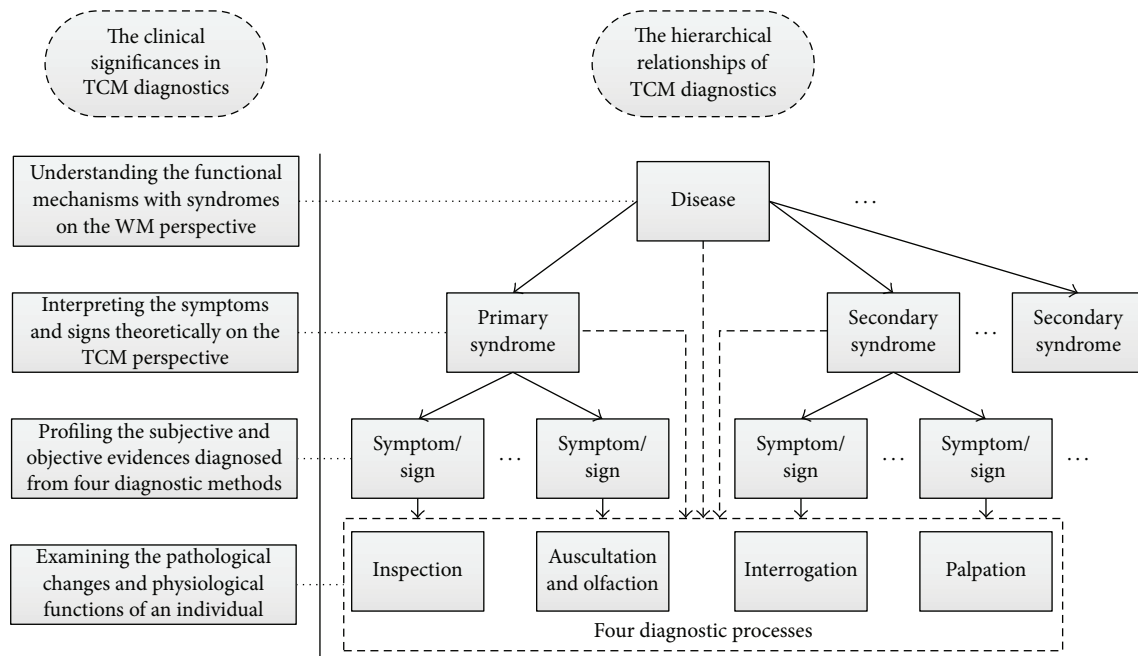 The clinical
significances in
TCM diagnostics
The hierarchical
relationships of
TCM diagnostics
Understanding the functional
mechanisms with syndromes
on the WM perspective
Disease
...
Interpreting the symptoms
and signs theoretically on the
TCM perspective
Primary
syndrome
Secondary
syndrome
...
Secondary
syndrome
Profiling the subjective and
objective evidences diagnosed
from four diagnostic methods
Symptom/
sign
...
Symptom/
sign
Symptom/
sign
...
Symptom/
sign
...
Examining the pathological
changes and physiological
functions of an individual
Inspection
Auscultation
and olfaction
Interrogation
Palpation
Four diagnostic processes